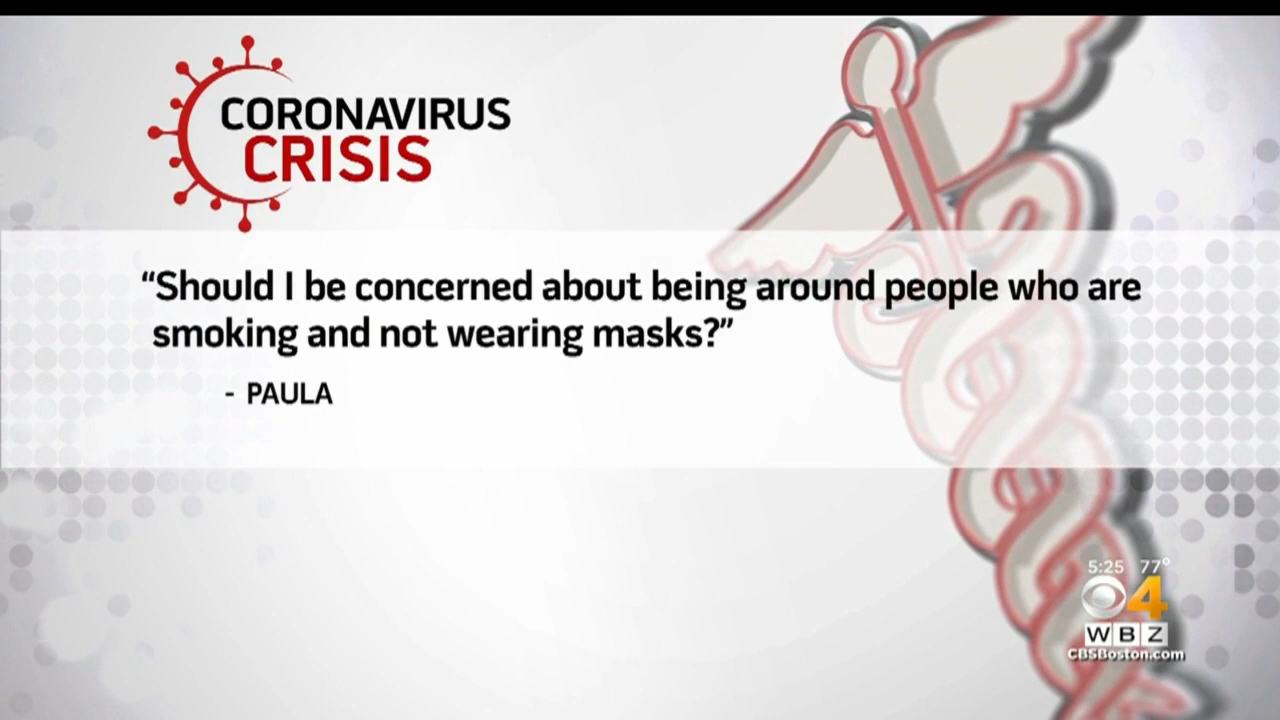 CORONAVIRUS
CRISIS
“Should I be concerned about being around people who are
smoking and not wearing masks?”
- PAULA
5:25 77°
4
WBZ
CBSBoston.com